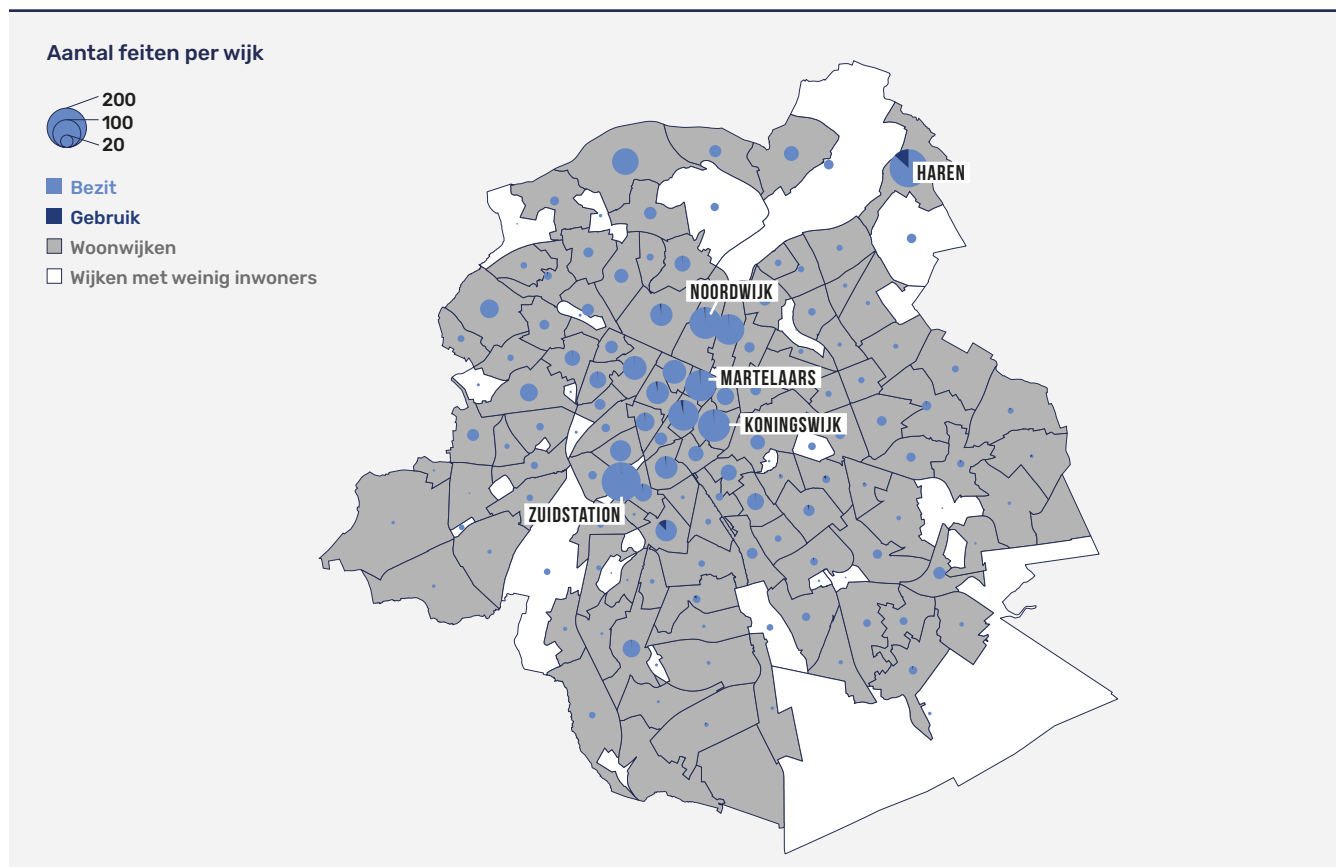 Aantal feiten per wijk
200
100
20
Bezit
Gebruik
Woonwijken
Wijken met weinig inwoners
HAREN
NOORDWIJK
MARTELAARS
KONINGSWIJK
ZUIDSTATION